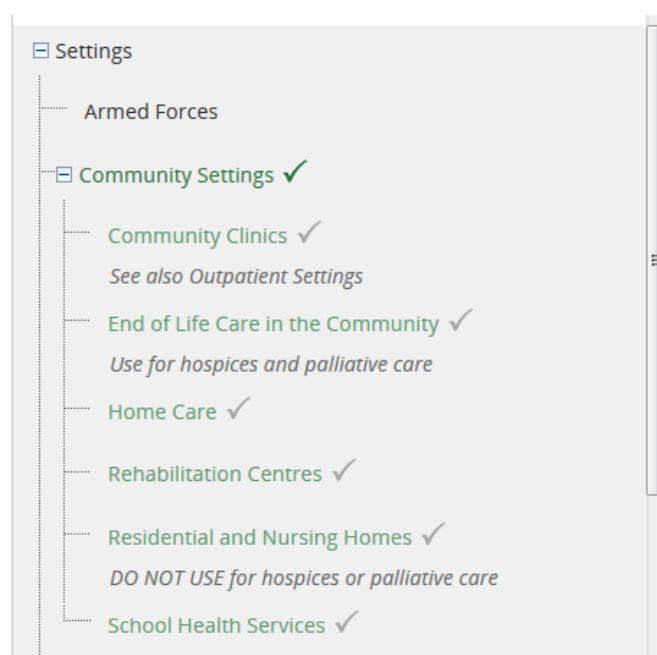 Settings
Armed Forces
Community Settings
Community Clinics
See also Outpatient Settings
End of Life Care in the Community
Use for hospices and palliative care
Home Care
Rehabilitation Centres
Residential and Nursing Homes
DO NOT USE for hospices or palliative care
School Health Services